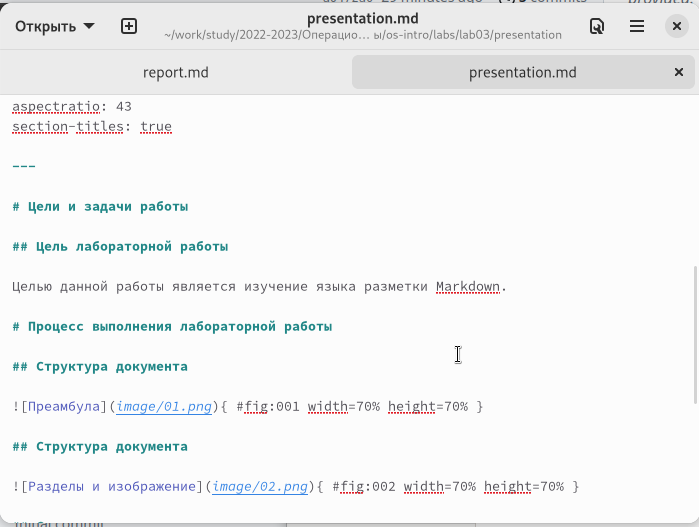 Открыть
presentation.md
~/work/study/2022-2023/Операцио... ы/os-intro/labs/lab03/presentation
report.md
presentation.md
aspectratio: 43
section-titles: true
---
# Цели и задачи работы
## Цель лабораторной работы
Целью данной работы является изучение языка разметки Markdown.
# Процесс выполнения лабораторной работы
## Структура документа
![Преамбула](image/01.png){ #fig:001 width=70% height=70% }
## Структура документа
![Разделы и изображение](image/02.png){ #fig:002 width=70% height=70% }